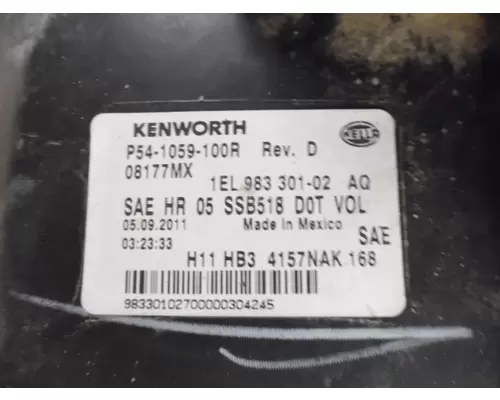 KENWORTH
HELLA
P54-1059-100R Rev. D
08177MX
1EL 983 301-02 AQ
SAE HR 05 SSB518 DOT VOL
05.09.2011 Made in Mexico
03:23:33 SAE
H11 HB3 4157NAK 168
98330102700000304245